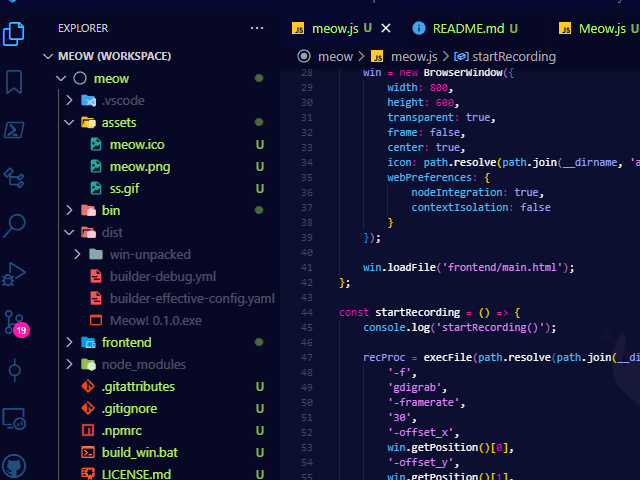 EXPLORER ···
MEOW (WORKSPACE)
meow
.vscode
assets
meow.ico U
meow.png U
ss.gif U
bin
dist
win-unpacked
builder-debug.yml
builder-effective-config.yaml
Meow! 0.1.0.exe
frontend
node_modules
.gitattributes U
.gitignore U
.npmrc U
build_win.bat U
LICENSE.md U
19
JS meow.js U × README.md U JS Meow.js U
meow > JS meow.js > startRecording
28 win = new BrowserWindow({
29 width: 800,
30 height: 600,
31 transparent: true,
32 frame: false,
33 center: true,
34 icon: path.resolve(path.join(__dirname, 'a
35 webPreferences: {
36 nodeIntegration: true,
37 contextIsolation: false
38 }
39 });
40
41 win.loadFile('frontend/main.html');
42 };
43
44 const startRecording = () => {
45 console.log('startRecording()');
46
47 recProc = execFile(path.resolve(path.join(__di
48 '-f',
49 'gdigrab',
50 '-framerate',
51 '30',
52 '-offset_x',
53 win.getPosition()[0],
54 '-offset_y',
55 win.getPosition()[1],